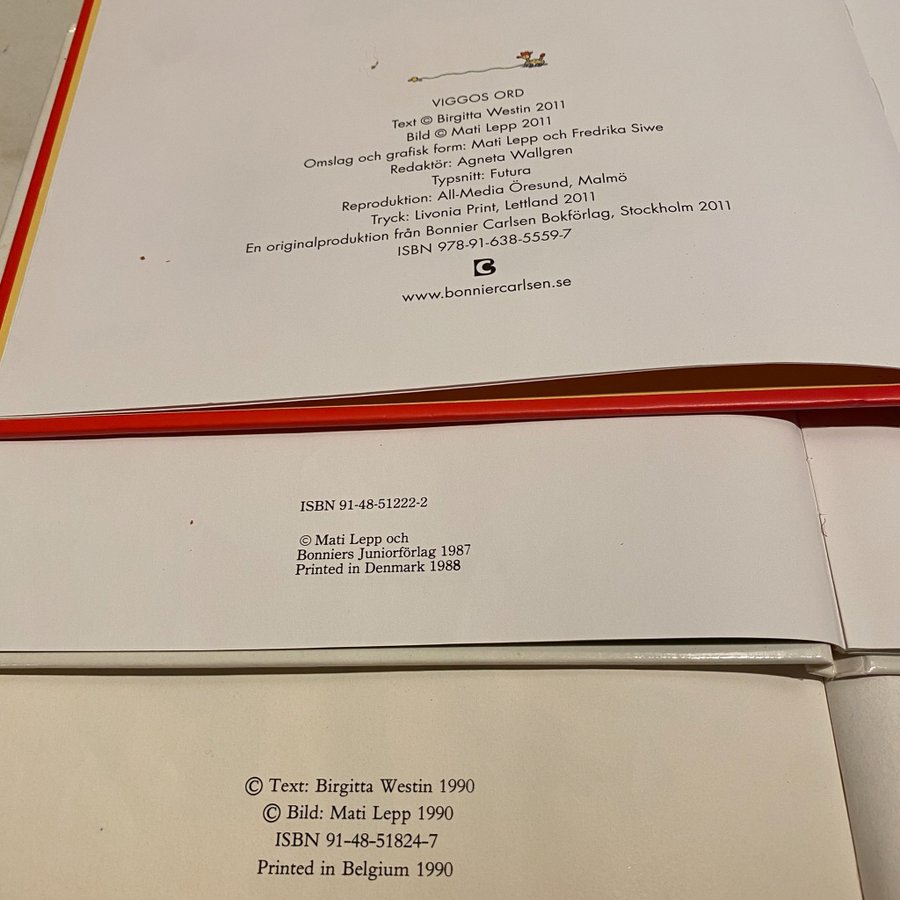 VIGGOS ORD
Text © Birgitta Westin 2011
Bild © Mati Lepp 2011
Omslag och grafisk form: Mati Lepp och Fredrika Siwe
Redaktör: Agneta Wallgren
Typsnitt: Futura
Reproduktion: All-Media Öresund, Malmö
Tryck: Livonia Print, Lettland 2011
En originalproduktion från Bonnier Carlsen Bokförlag, Stockholm 2011
ISBN 978-91-638-5559-7
www.bonniercarlsen.se
ISBN 91-48-51222-2
© Mati Lepp och
Bonniers Juniorförlag 1987
Printed in Denmark 1988
© Text: Birgitta Westin 1990
© Bild: Mati Lepp 1990
ISBN 91-48-51824-7
Printed in Belgium 1990